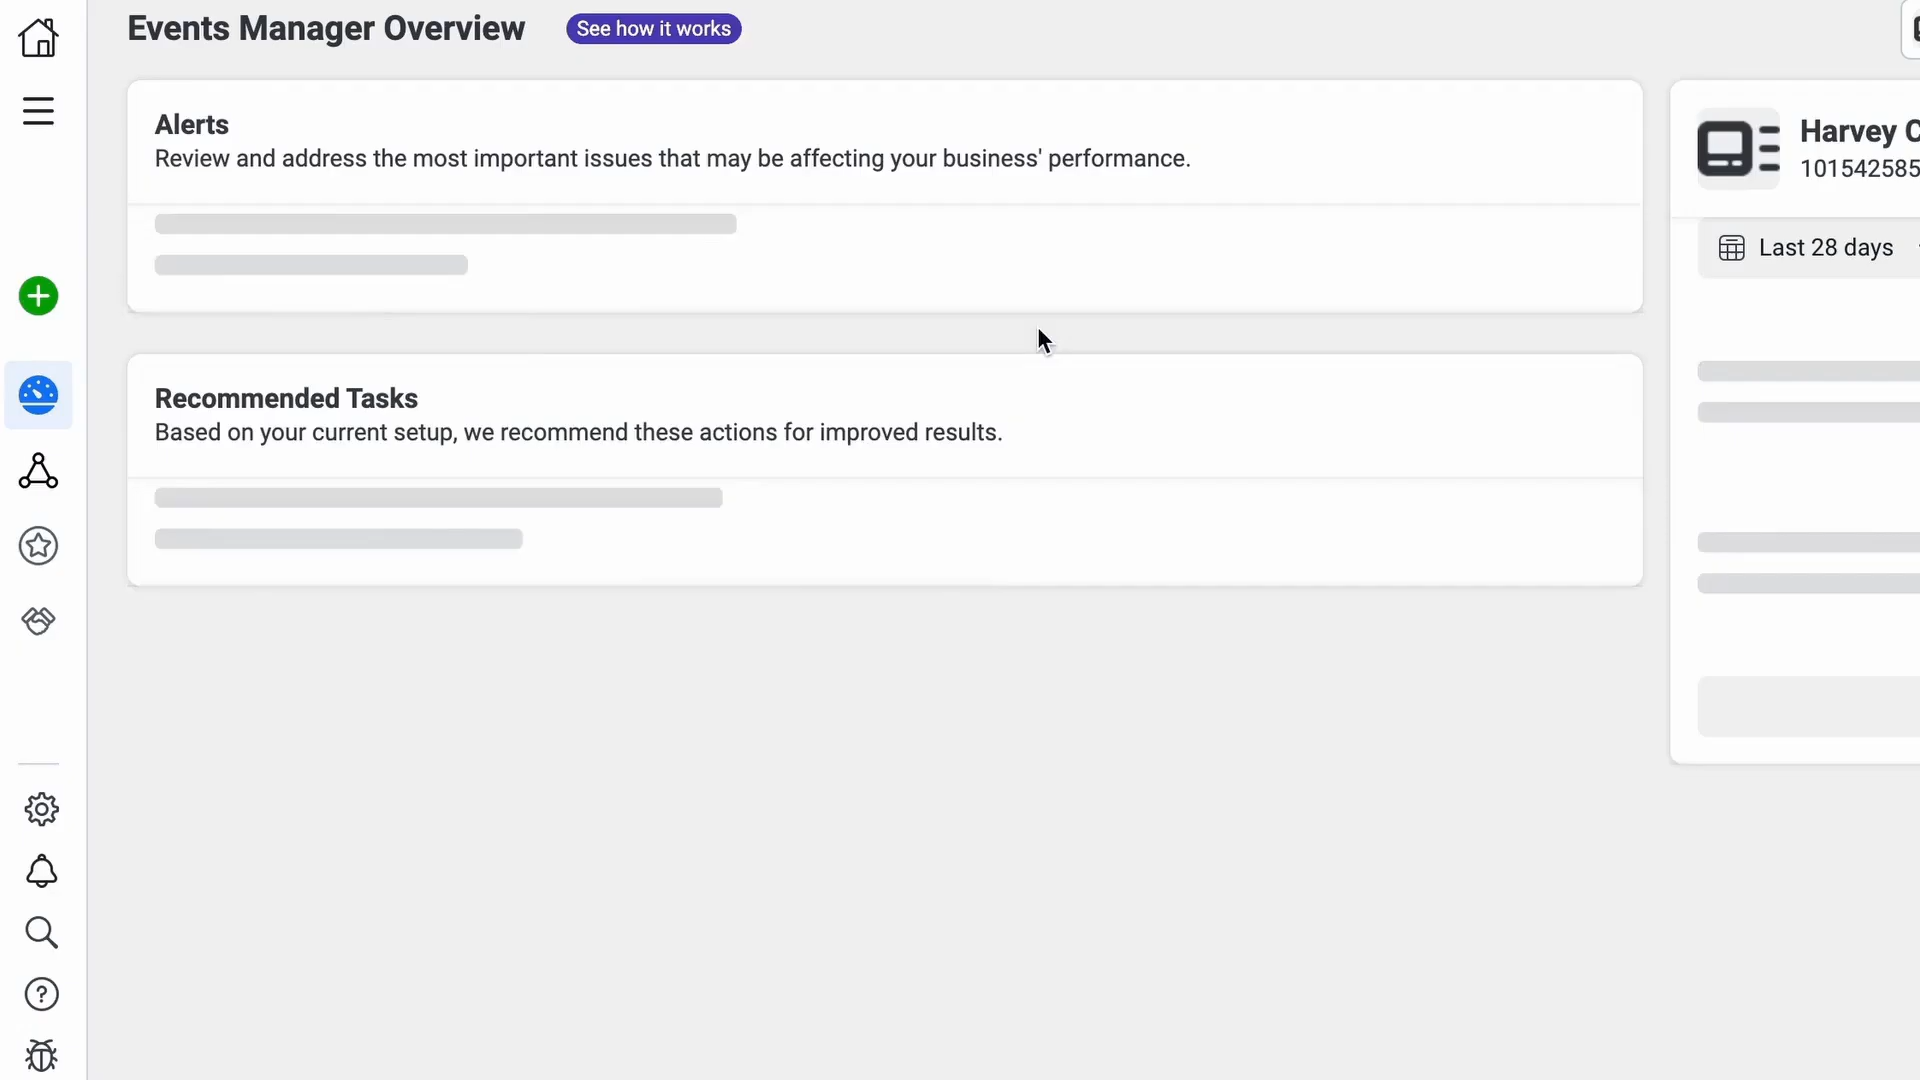 Events Manager Overview
See how it works
Alerts
Review and address the most important issues that may be affecting your business' performance.
Recommended Tasks
Based on your current setup, we recommend these actions for improved results.
Harvey C
101542585
Last 28 days